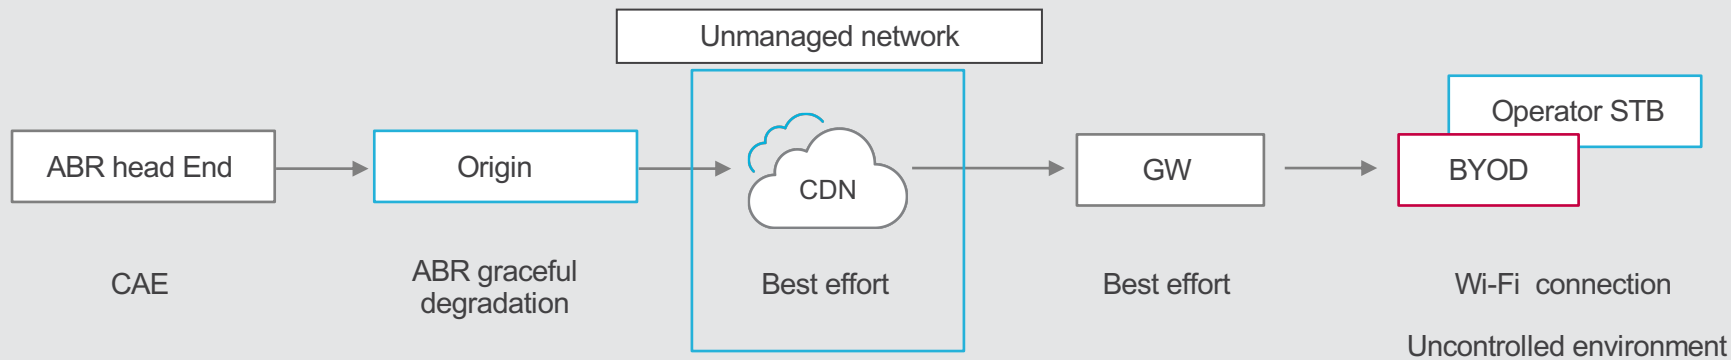 Unmanaged network
Operator STB
ABR head End
Origin
CDN
GW
BYOD
CAE
ABR graceful
degradation
Best effort
Best effort
Wi-Fi connection
Uncontrolled environment